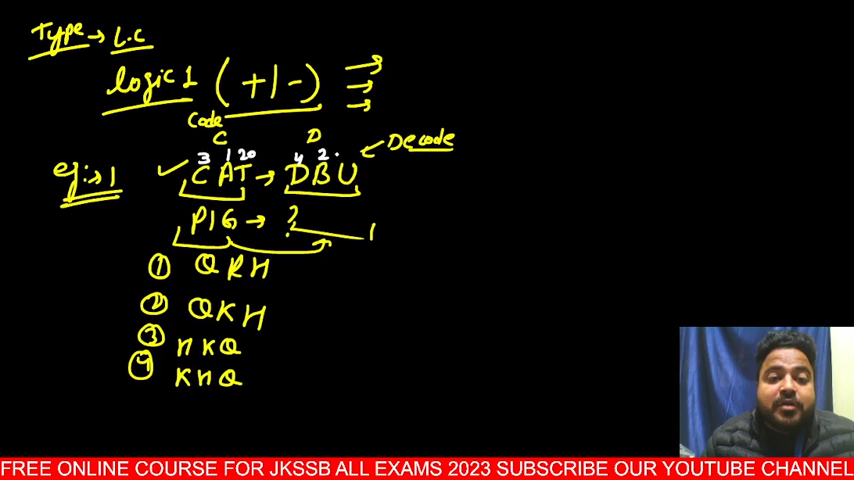 Type → L.C
logic 1 (+|-)
Code
C D
Decode
3 1 20 4 2
eg:→1 CAT → DBU
PIG → ?
1
① QRH
② QKH
③ HKQ
④ KHQ
FREE ONLINE COURSE FOR JKSSB ALL EXAMS 2023 SUBSCRIBE OUR YOUTUBE CHANNEL